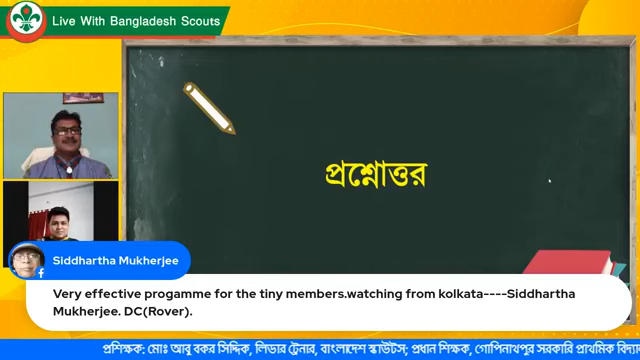 Live With Bangladesh Scouts
প্রশ্নোত্তর
Siddhartha Mukherjee
Very effective progamme for the tiny members.watching from kolkata----Siddhartha
Mukherjee. DC(Rover).
প্রশিক্ষক: মোঃ আবু বকর সিদ্দিক, লিডার ট্রেনার, বাংলাদেশ স্কাউটস; প্রধান শিক্ষক, গোপিনাথপুর সরকারি প্রাথমিক